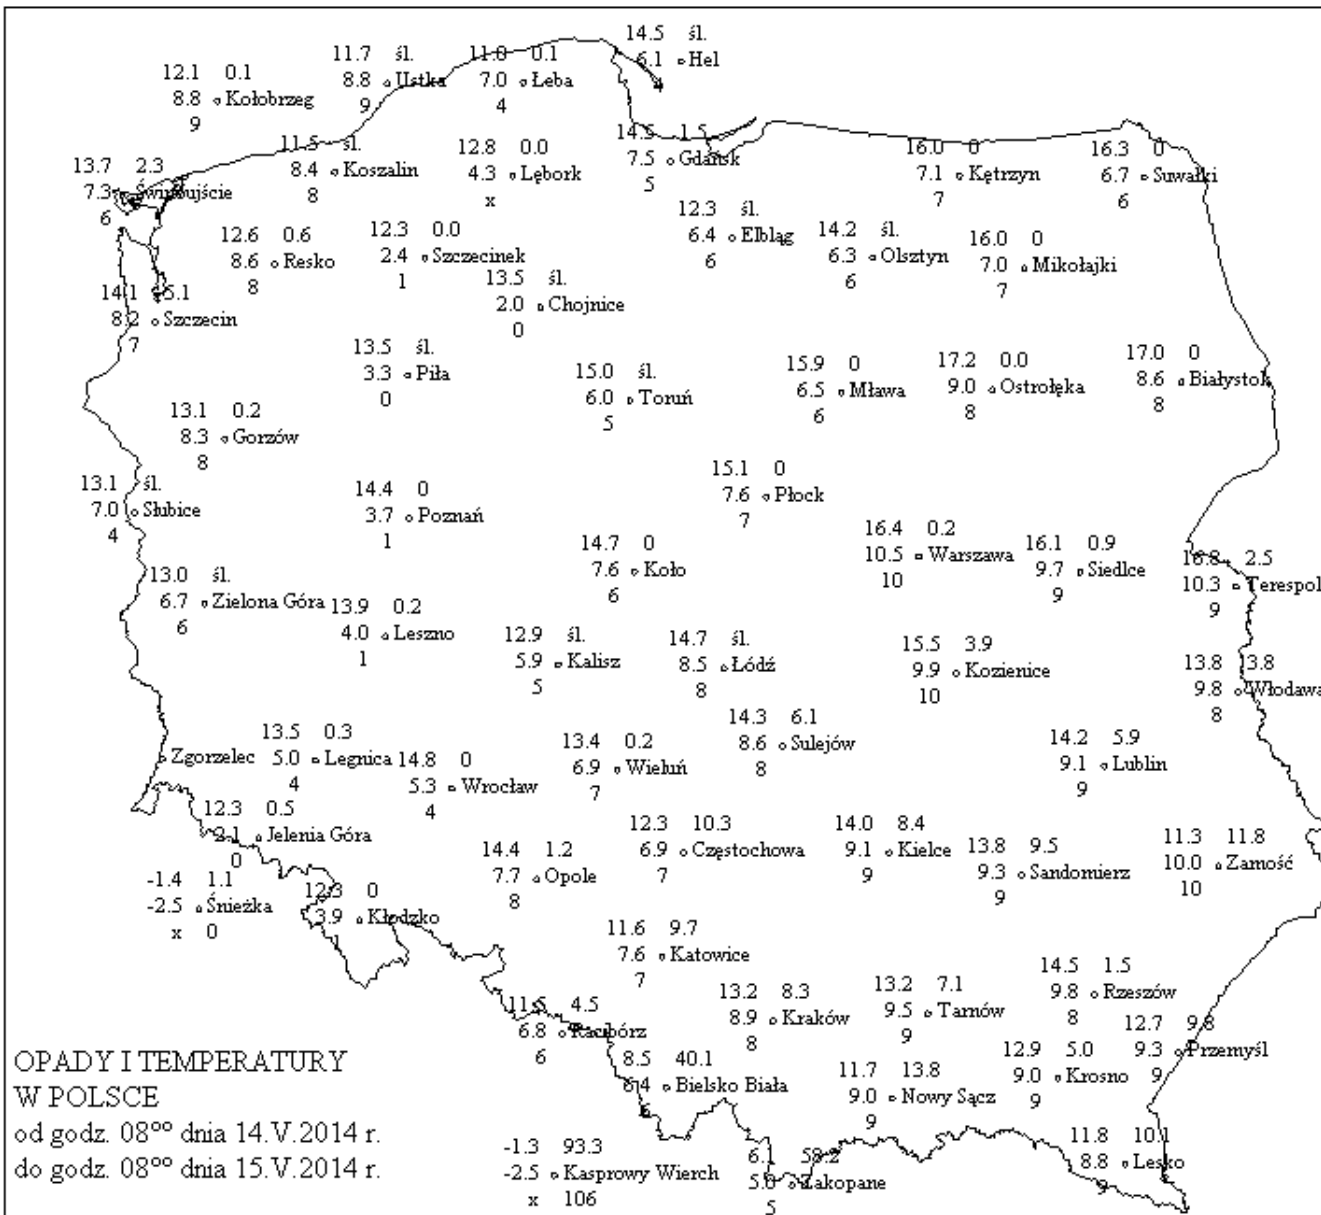 14.5 śl.
6.1 Hel
4
11.7 śl.
8.8 Ustka
9
11.0 0.1
7.0 Łeba
4
12.1 0.1
8.8 Kołobrzeg
9
11.5 śl.
8.4 Koszalin
8
12.8 0.0
4.3 Lębork
x
14.5 1.5
7.5 Gdańsk
5
16.0 0
7.1 Kętrzyn
7
16.3 0
6.7 Suwałki
6
13.7 2.3
7.3 Świnoujście
6
12.6 0.6
8.6 Resko
8
12.3 0.0
2.4 Szczecinek
1
12.3 śl.
6.4 Elbląg
6
14.2 śl.
6.3 Olsztyn
6
16.0 0
7.0 Mikołajki
7
14.1 5.1
8.2 Szczecin
7
13.5 śl.
2.0 Chojnice
0
13.5 śl.
3.3 Piła
0
15.0 śl.
6.0 Toruń
5
15.9 0
6.5 Mława
6
17.2 0.0
9.0 Ostrołęka
8
17.0 0
8.6 Białystok
8
13.1 0.2
8.3 Gorzów
8
13.1 śl.
7.0 Słubice
4
14.4 0
3.7 Poznań
1
15.1 0
7.6 Płock
7
14.7 0
7.6 Koło
6
16.4 0.2
10.5 Warszawa
10
16.1 0.9
9.7 Siedlce
9
16.8 2.5
10.3 Terespol
9
13.0 śl.
6.7 Zielona Góra
6
13.9 0.2
4.0 Leszno
1
12.9 śl.
5.9 Kalisz
5
14.7 śl.
8.5 Łódź
8
15.5 3.9
9.9 Kozienice
10
13.8 3.8
9.8 Włodawa
8
Zgorzelec
13.5 0.3
5.0 Legnica
4
14.8 0
5.3 Wrocław
4
13.4 0.2
6.9 Wieluń
7
14.3 6.1
8.6 Sulejów
8
14.2 5.9
9.1 Lublin
9
12.3 0.5
2.1 Jelenia Góra
0
14.4 1.2
7.7 Opole
8
12.3 10.3
6.9 Częstochowa
7
14.0 8.4
9.1 Kielce
9
13.8 9.5
9.3 Sandomierz
9
11.3 11.8
10.0 Zamość
10
-1.4 1.1
-2.5 Śnieżka
x 0
12.3 0
3.9 Kłodzko
11.6 9.7
7.6 Katowice
7
11.5 4.5
6.8 Racibórz
6
13.2 8.3
8.9 Kraków
8
13.2 7.1
9.5 Tarnów
9
14.5 1.5
9.8 Rzeszów
8
12.7 9.8
9.3 Przemyśl
9
8.5 40.1
6.4 Bielsko Biała
6
11.7 13.8
9.0 Nowy Sącz
9
12.9 5.0
9.0 Krosno
9
-1.3 93.3
-2.5 Kasprowy Wierch
x 106
6.1 58.2
5.0 Zakopane
5
11.8 10.1
8.8 Lesko
9
OPADY I TEMPERATURY
W POLSCE
od godz. 08ºº dnia 14.V.2014 r.
do godz. 08ºº dnia 15.V.2014 r.